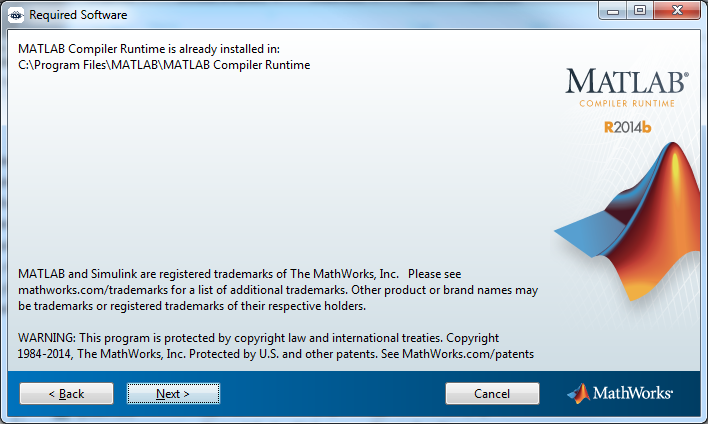 Required Software
MATLAB Compiler Runtime is already installed in:
C:\Program Files\MATLAB\MATLAB Compiler Runtime
MATLAB®
COMPILER RUNTIME
R2014b
MATLAB and Simulink are registered trademarks of The MathWorks, Inc.   Please see
mathworks.com/trademarks for a list of additional trademarks. Other product or brand names may
be trademarks or registered trademarks of their respective holders.
WARNING: This program is protected by copyright law and international treaties. Copyright
1984-2014, The MathWorks, Inc. Protected by U.S. and other patents. See MathWorks.com/patents
< Back
Next >
Cancel
MathWorks®